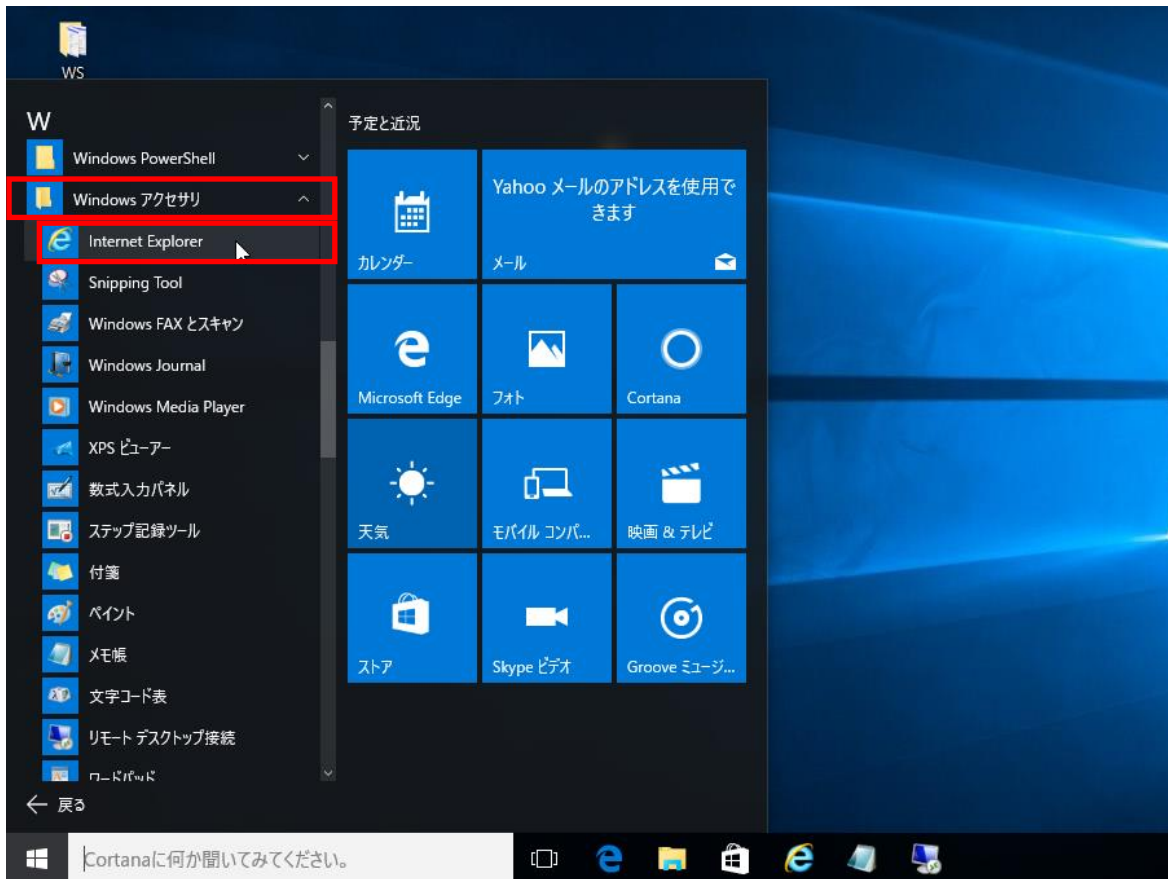 WS
W
Windows PowerShell
Windows アクセサリ
Internet Explorer
Snipping Tool
Windows FAX とスキャン
Windows Journal
Windows Media Player
XPS ビューアー
数式入力パネル
ステップ記録ツール
付箋
ペイント
メモ帳
文字コード表
リモート デスクトップ接続
ワードパッド
戻る
予定と近況
カレンダー
Yahoo メールのアドレスを使用で
きます
メール
Microsoft Edge
フォト
Cortana
天気
モバイル コンパ...
映画 & テレビ
ストア
Skype ビデオ
Groove ミュージ...
Cortanaに何か聞いてみてください。